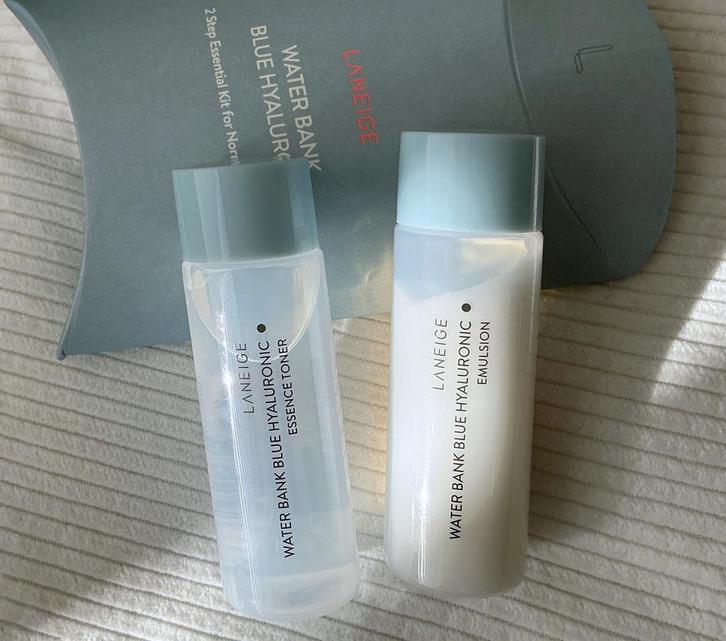 LANEIGE
WATER BANK
BLUE HYALURO
2 Step Essential Kit for Norm
L
LANEIGE
WATER BANK BLUE HYALURONIC
ESSENCE TONER
LANEIGE
WATER BANK BLUE HYALURONIC
EMULSION